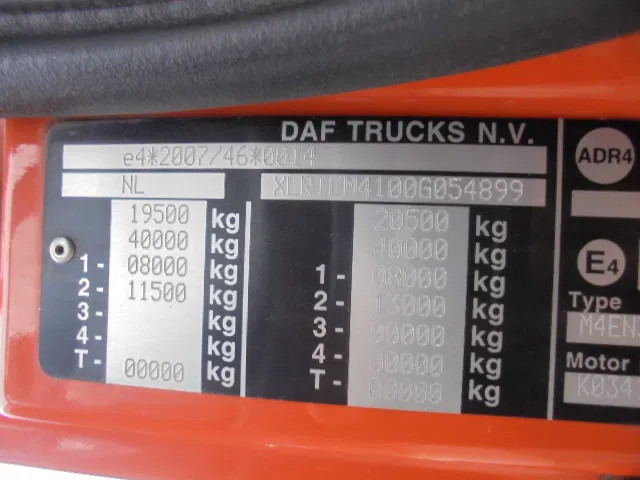 DAF TRUCKS N.V.
e4*2007/46*0014
ADR4
NL
19500 kg 20500 kg
40000 kg 40000 kg
E4
1- 08000 kg 1- 08000 kg
2- 11500 kg 2- 13000 kg
Type
3- kg 3- 00000 kg
4- kg 4- 00000 kg
Motor
T- 00000 kg T- 00000 kg
K034